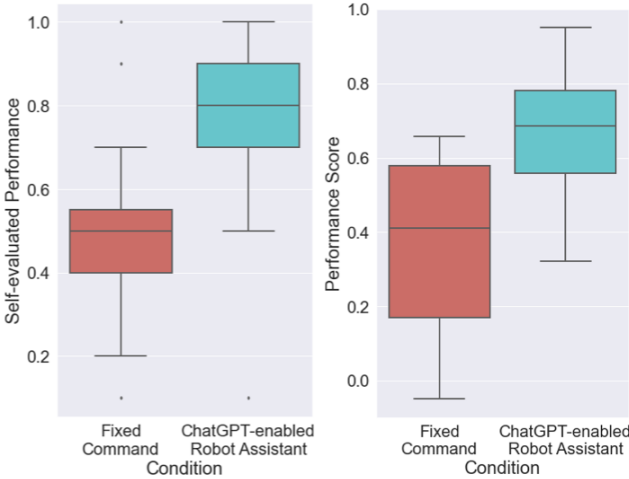 Self-evaluated Performance
1.0
0.8
0.6
0.4
0.2
Fixed
Command
ChatGPT-enabled
Robot Assistant
Condition
Performance Score
1.0
0.8
0.6
0.4
0.2
0.0
Fixed
Command
ChatGPT-enabled
Robot Assistant
Condition